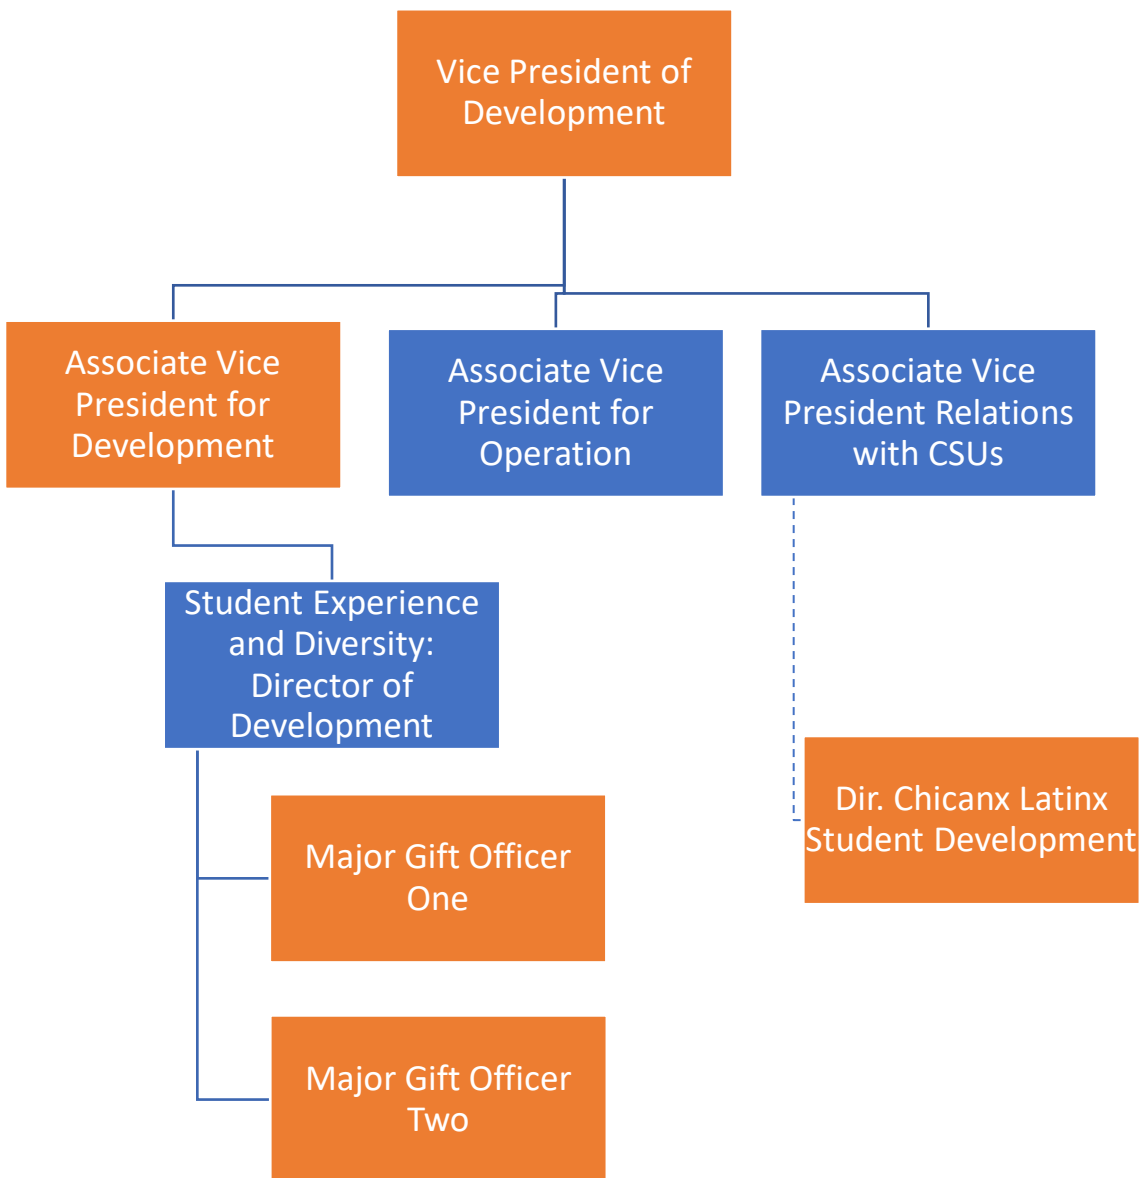 Vice President of
Development
Associate Vice
President for
Development
Associate Vice
President for
Operation
Associate Vice
President Relations
with CSUs
Student Experience
and Diversity:
Director of
Development
Dir. Chicanx Latinx
Student Development
Major Gift Officer
One
Major Gift Officer
Two